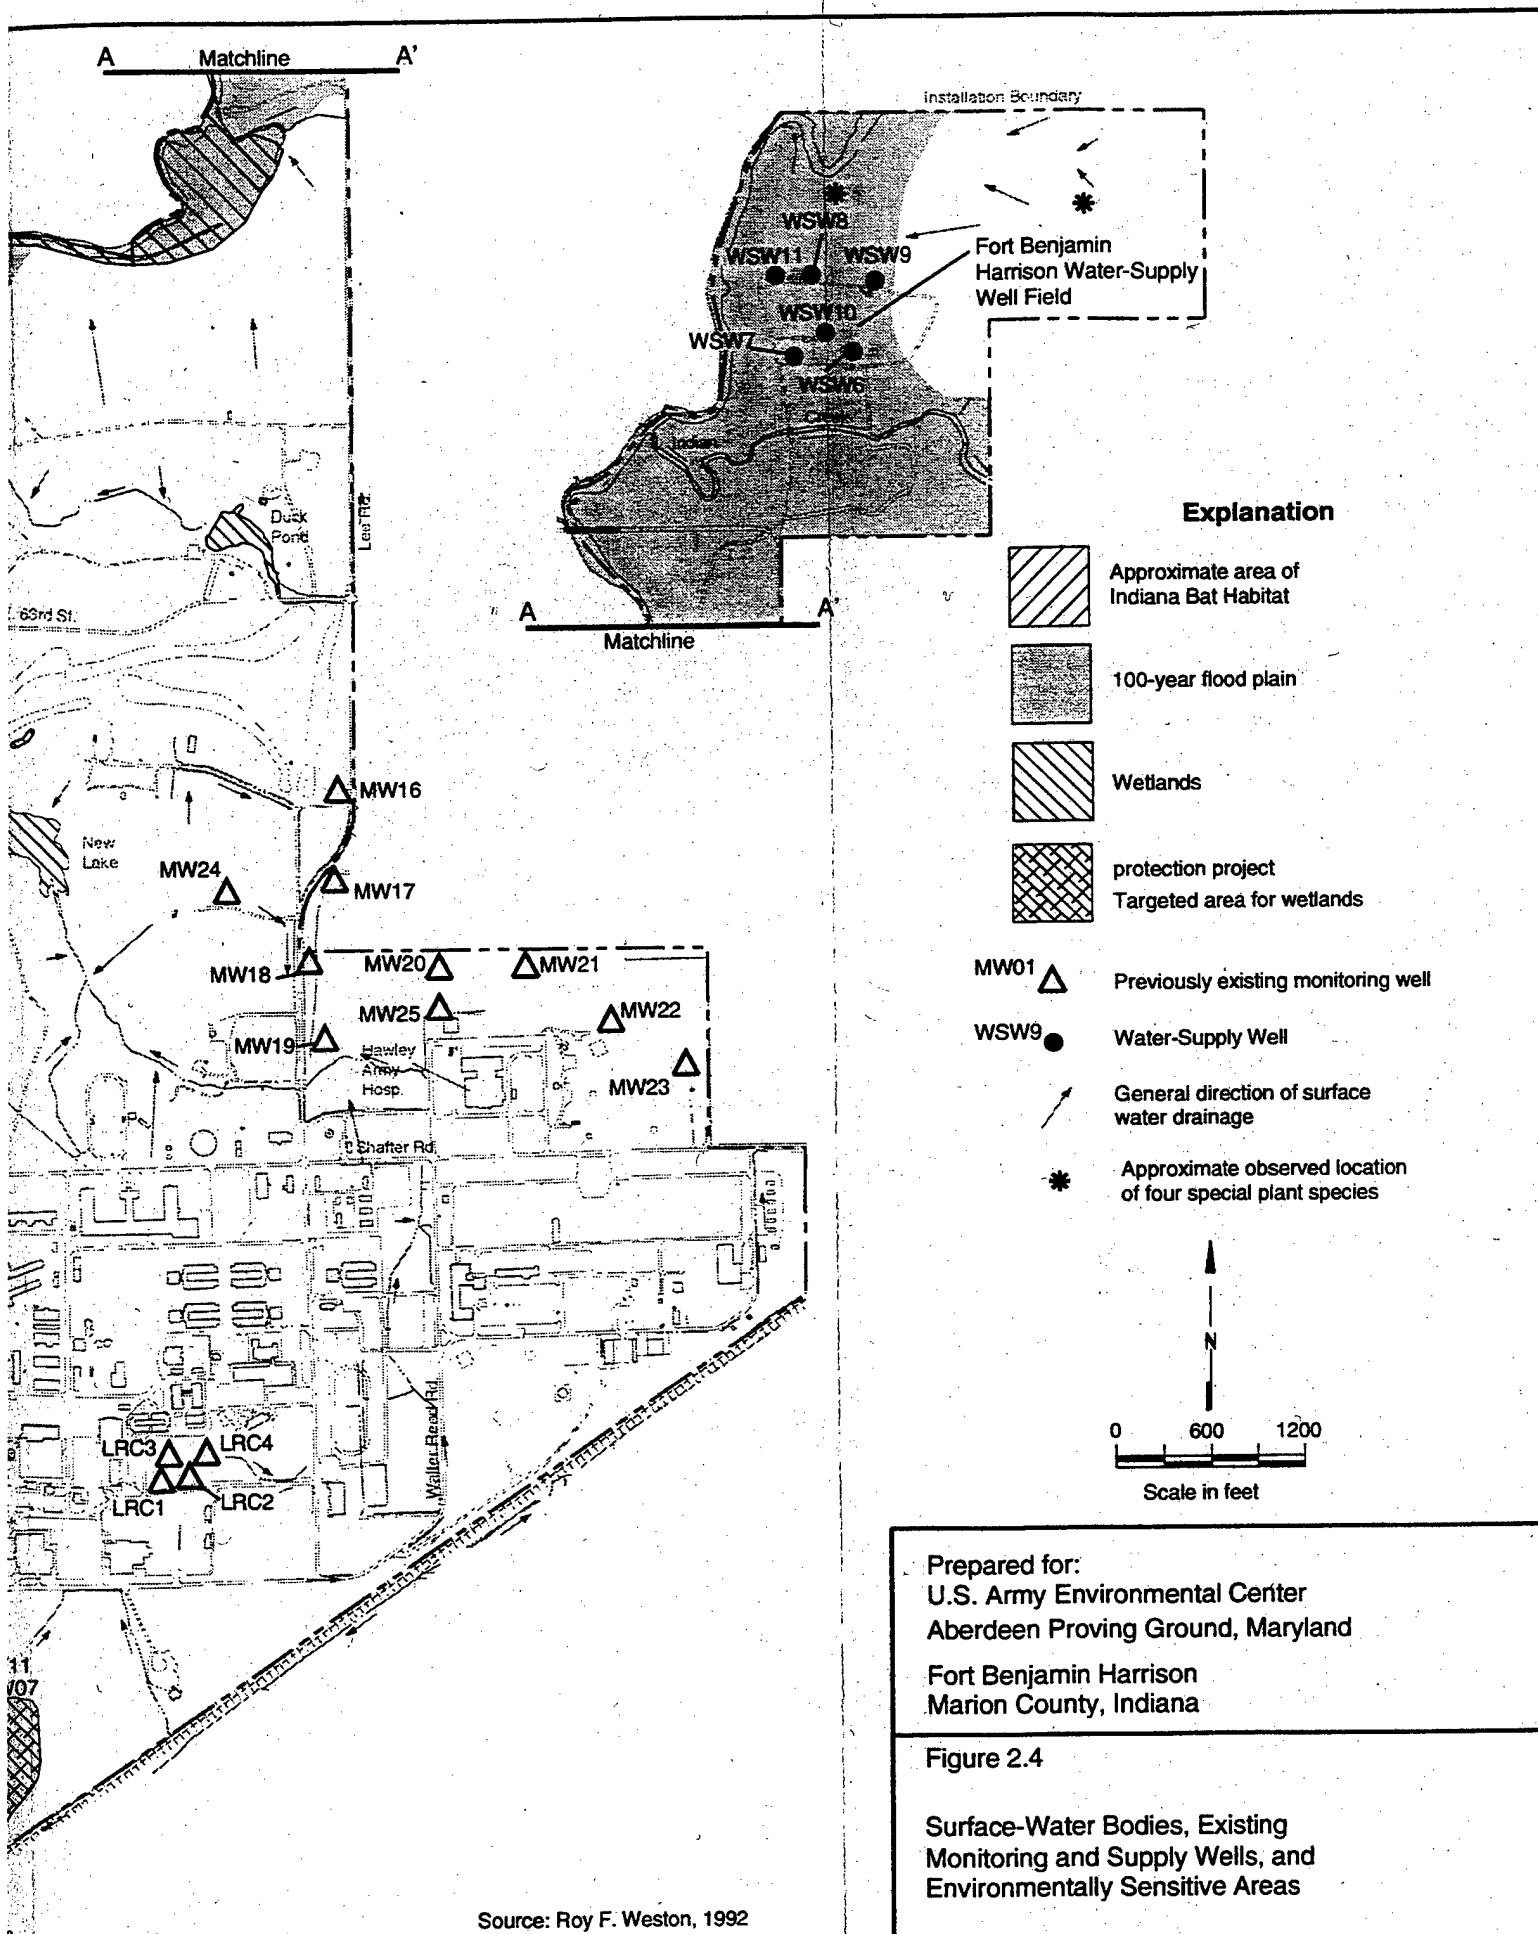 A Matchline A'
Installation Boundary
WSW8
WSW11
WSW9
Fort Benjamin
Harrison Water-Supply
Well Field
WSW10
WSW7
WSW6
Creek
Indian
Duck
Pond
Lee Rd.
63rd St.
A A'
Matchline
Explanation
Approximate area of
Indiana Bat Habitat
100-year flood plain
Wetlands
protection project
Targeted area for wetlands
MW01
Previously existing monitoring well
WSW9
Water-Supply Well
General direction of surface
water drainage
Approximate observed location
of four special plant species
N
0 600 1200
Scale in feet
MW16
New
Lake
MW24
MW17
MW18
MW20
MW21
MW25
MW22
MW19
Hawley
Army
Hosp.
MW23
Shafter Rd.
Walter Reed Rd.
LRC3
LRC4
LRC1
LRC2
11
07
Prepared for:
U.S. Army Environmental Center
Aberdeen Proving Ground, Maryland
Fort Benjamin Harrison
Marion County, Indiana
Figure 2.4
Surface-Water Bodies, Existing
Monitoring and Supply Wells, and
Environmentally Sensitive Areas
Source: Roy F. Weston, 1992